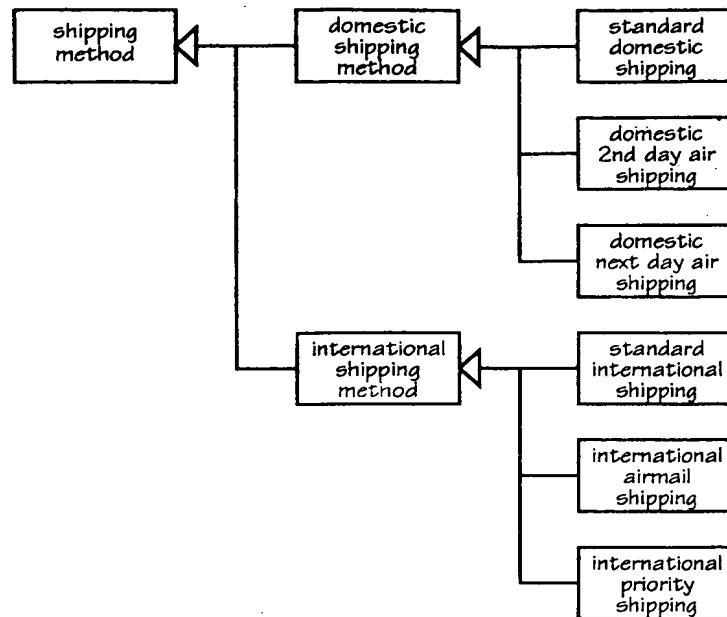 shipping
method
domestic
shipping
method
standard
domestic
shipping
domestic
2nd day air
shipping
domestic
next day air
shipping
international
shipping
method
standard
international
shipping
international
airmail
shipping
international
priority
shipping